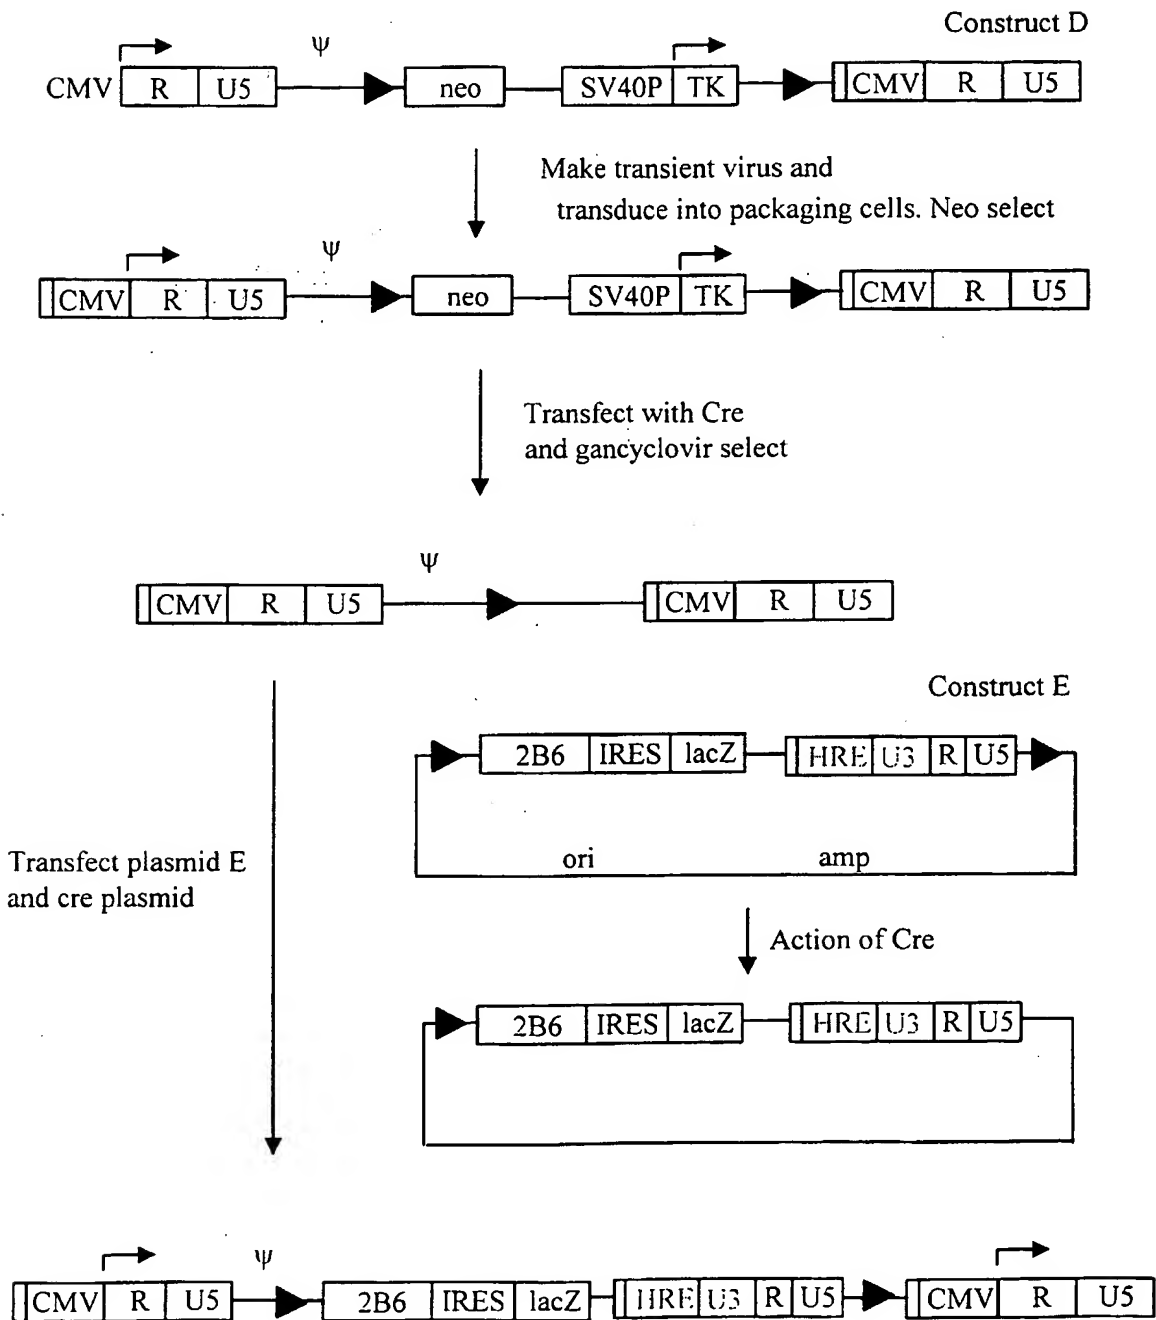 Construct D
ψ
CMV R U5 neo SV40P TK CMV R U5
Make transient virus and
transduce into packaging cells. Neo select
ψ
CMV R U5 neo SV40P TK CMV R U5
Transfect with Cre
and gancyclovir select
ψ
CMV R U5 CMV R U5
Construct E
2B6 IRES lacZ HRE U3 R U5
ori amp
Transfect plasmid E
and cre plasmid
Action of Cre
2B6 IRES lacZ HRE U3 R U5
ψ
CMV R U5 2B6 IRES lacZ HRE U3 R U5 CMV R U5